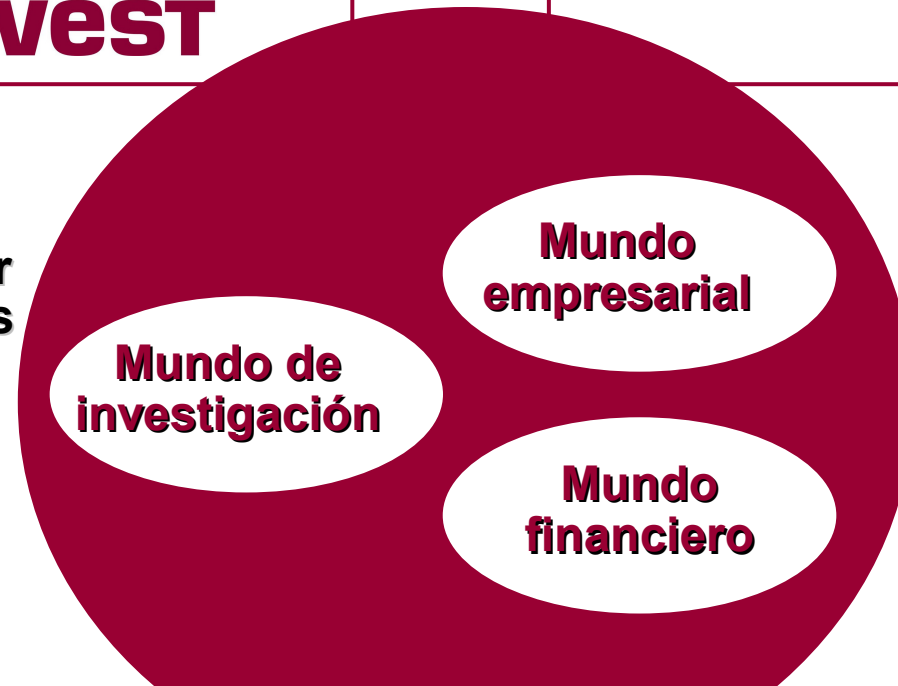 vest
Mundo
empresarial
Mundo de
investigación
Mundo
financiero